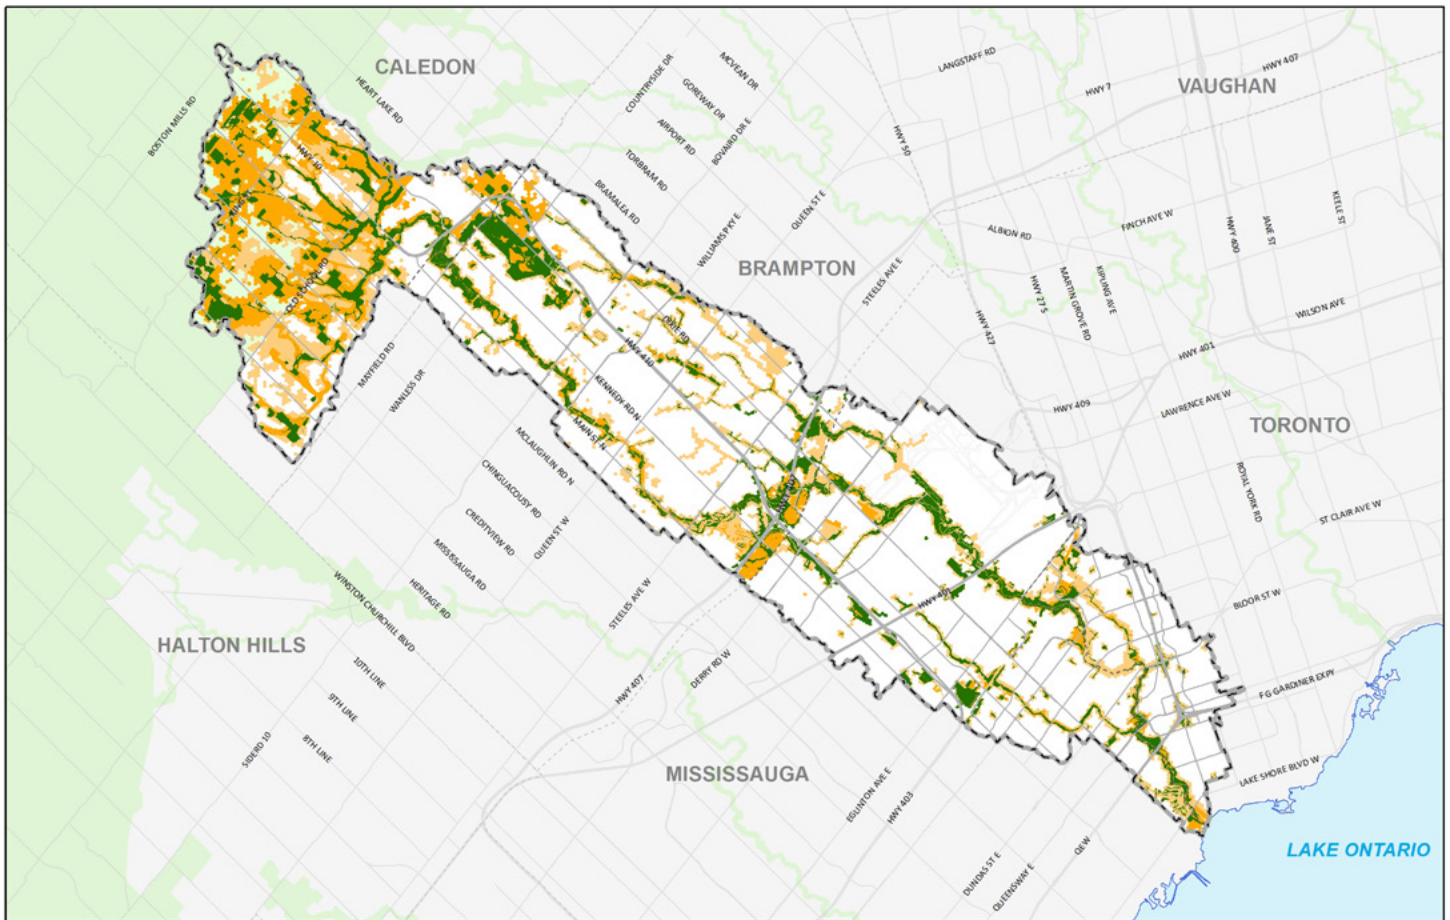 CALEDON
VAUGHAN
BRAMPTON
TORONTO
HALTON HILLS
MISSISSAUGA
LAKE ONTARIO
BOSTON MILLS RD
HEART LAKE RD
COUNTRYSIDE DR
MCVEAN DR
GOREWAY DR
AIRPORT RD
BOVAIRD DR E
TORBRAM RD
BRAMALEA RD
WILLIAMS PKY E
QUEEN ST E
LANGSTAFF RD
HWY 7
HWY 407
HWY 50
ALBION RD
FINCH AVE W
HWY 400
JANE ST
KEELE ST
STEELES AVE E
HWY 427
HWY 27 S
MARTIN GROVE RD
KIPLING AVE
WILSON AVE
HWY 401
HWY 409
LAWRENCE AVE W
ROYAL YORK RD
ST CLAIR AVE W
BLOOR ST W
F G GARDINER EXPY
LAKE SHORE BLVD W
HWY 10
OLD SCHOOL RD
MAYFIELD RD
WANLESS DR
DIXIE RD
HWY 410
KENNEDY RD N
MAIN ST N
MCLAUGHLIN RD N
CHINGUACOUSY RD
CREDITVIEW RD
QUEEN ST W
MISSISSAUGA RD
HERITAGE RD
WINSTON CHURCHILL BLVD
STEELES AVE W
10TH LINE
9TH LINE
8TH LINE
SIDERD 10
HWY 407
DERRY RD W
HWY 407
HWY 401
EGLINTON AVE E
HWY 403
DUNDAS ST E
QUEENSWAY E
QEW